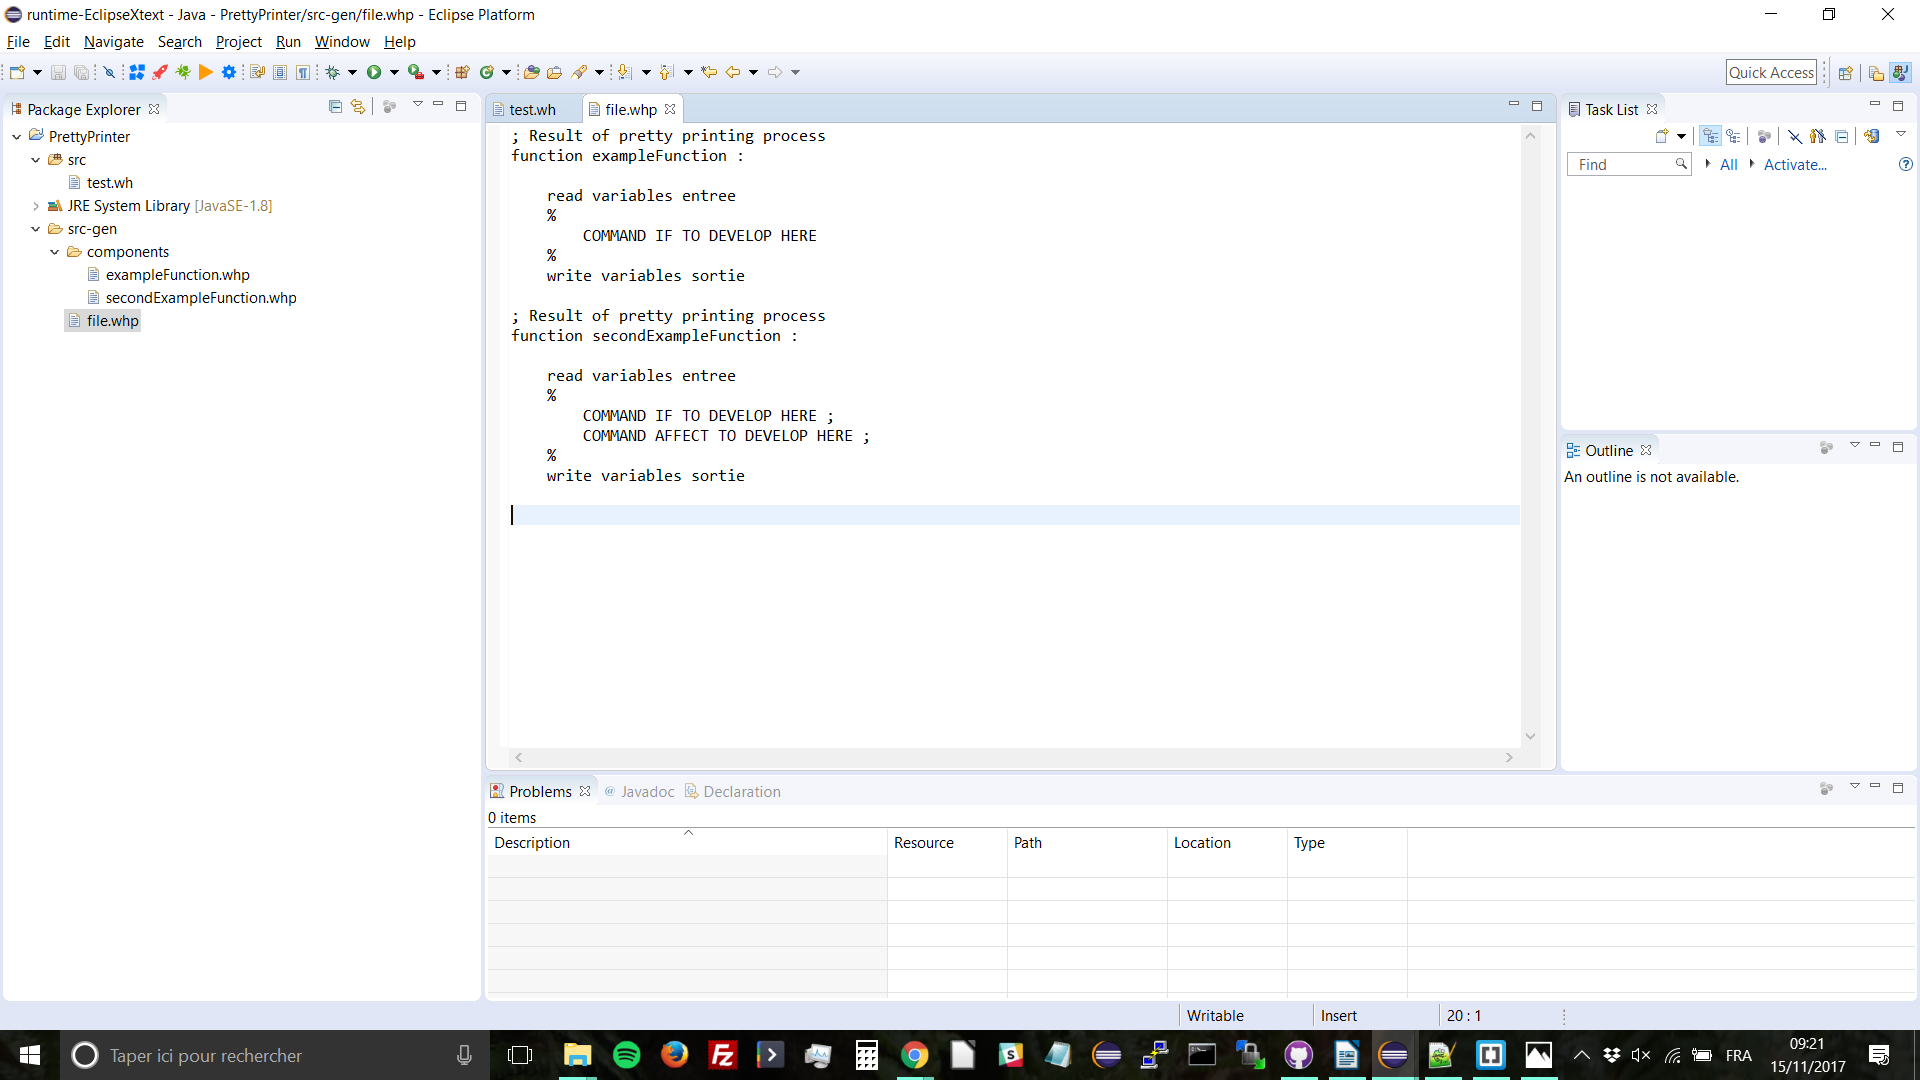 runtime-EclipseXtext - Java - PrettyPrinter/src-gen/file.whp - Eclipse Platform
File Edit Navigate Search Project Run Window Help
Quick Access
Package Explorer
PrettyPrinter
src
test.wh
JRE System Library [JavaSE-1.8]
src-gen
components
exampleFunction.whp
secondExampleFunction.whp
file.whp
test.wh file.whp
; Result of pretty printing process
function exampleFunction :
read variables entree
%
COMMAND IF TO DEVELOP HERE
%
write variables sortie
; Result of pretty printing process
function secondExampleFunction :
read variables entree
%
COMMAND IF TO DEVELOP HERE ;
COMMAND AFFECT TO DEVELOP HERE ;
%
write variables sortie
Task List
Find All Activate...
Outline
An outline is not available.
Problems @ Javadoc Declaration
0 items
Description Resource Path Location Type
Writable Insert 20 : 1
Taper ici pour rechercher
FRA
09:21
15/11/2017